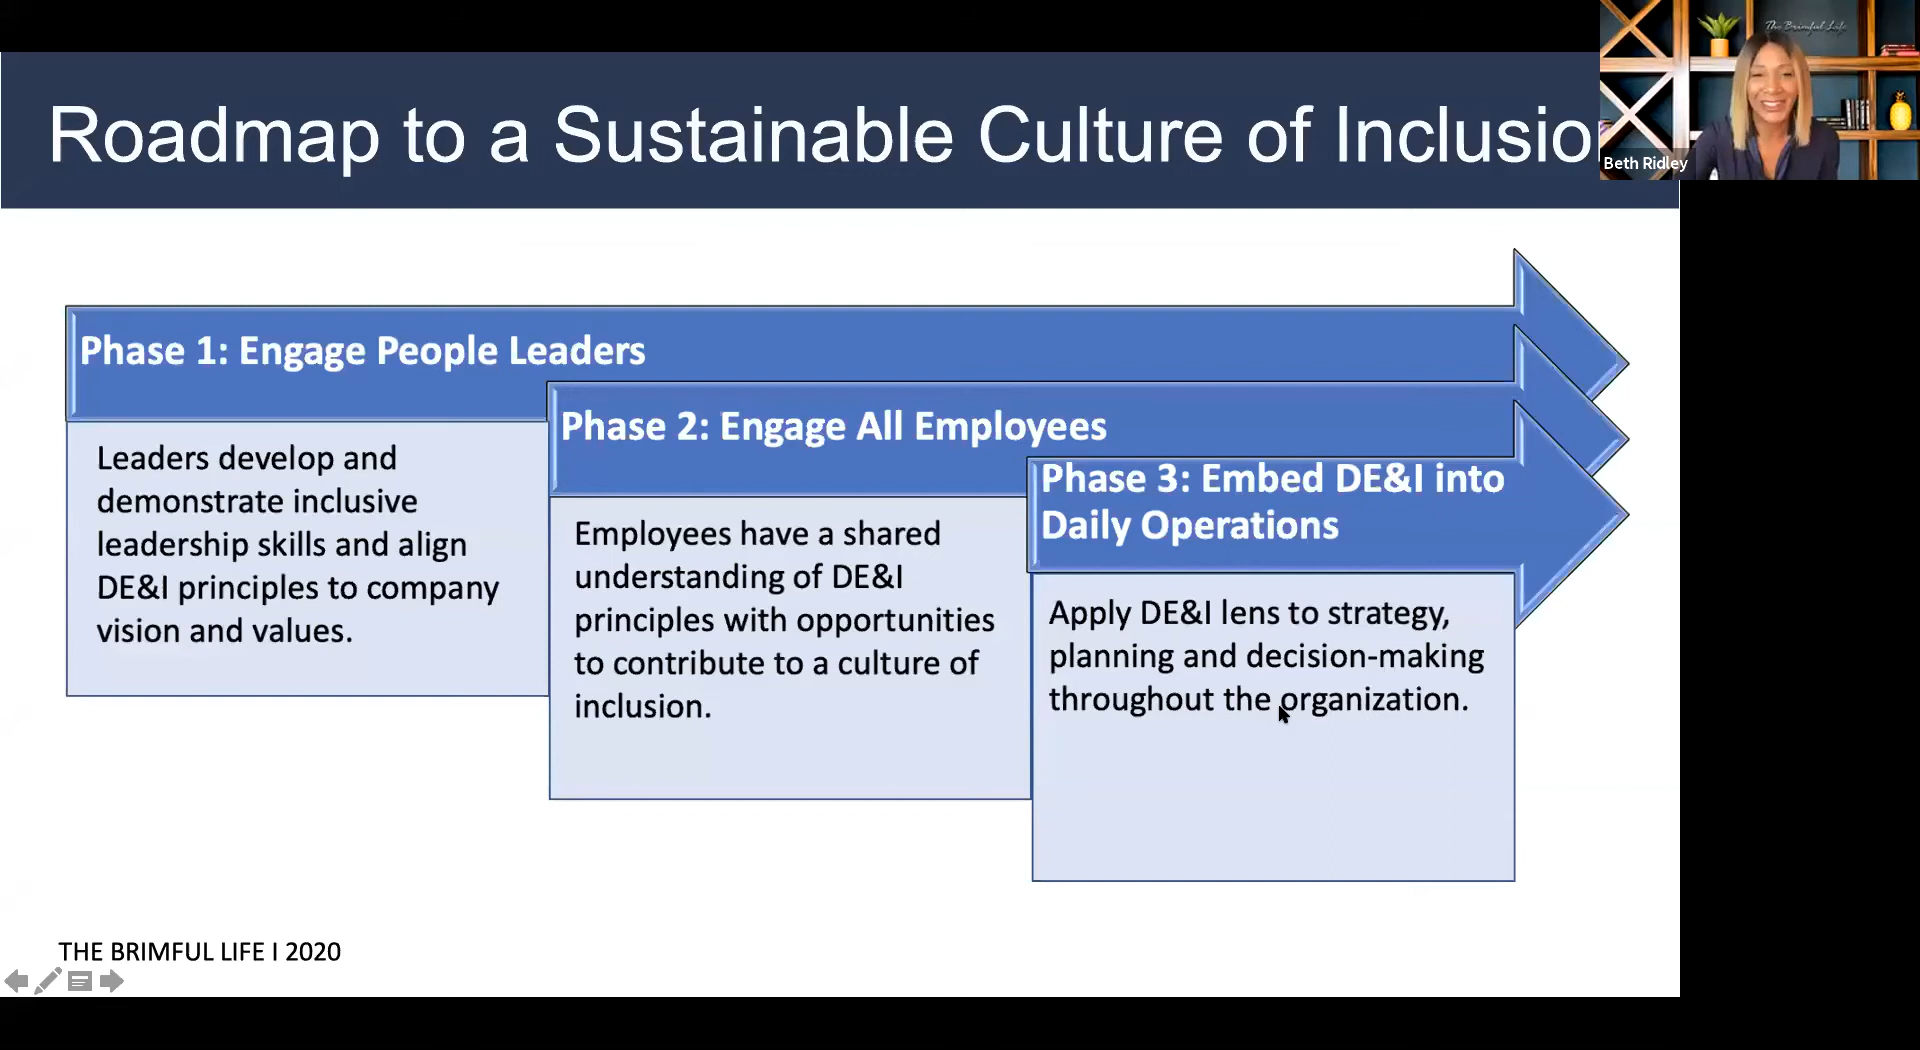 Roadmap to a Sustainable Culture of Inclusio
The Brimful Life
Beth Ridley
Phase 1: Engage People Leaders
Leaders develop and
demonstrate inclusive
leadership skills and align
DE&I principles to company
vision and values.
Phase 2: Engage All Employees
Employees have a shared
understanding of DE&I
principles with opportunities
to contribute to a culture of
inclusion.
Phase 3: Embed DE&I into
Daily Operations
Apply DE&I lens to strategy,
planning and decision-making
throughout the organization.
THE BRIMFUL LIFE I 2020